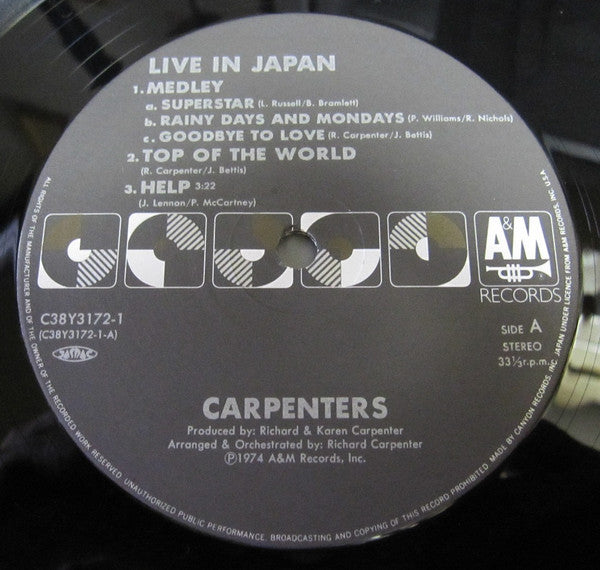 LIVE IN JAPAN
1. MEDLEY
a. SUPERSTAR (L. Russell/B. Bramlett)
b. RAINY DAYS AND MONDAYS (P. Williams/R. Nichols)
c. GOODBYE TO LOVE (R. Carpenter/J. Bettis)
2. TOP OF THE WORLD
(R. Carpenter/J. Bettis)
3. HELP 3:22
(J. Lennon/P. McCartney)
A&M
RECORDS
C38Y3172-1
(C38Y3172-1-A)
JASRAC
SIDE A
STEREO
33⅓r.p.m.
CARPENTERS
Produced by: Richard & Karen Carpenter
Arranged & Orchestrated by: Richard Carpenter
Ⓟ1974 A&M Records, Inc.
ALL RIGHTS OF THE MANUFACTURER AND OF THE OWNER OF THE RECORDED WORK RESERVED. UNAUTHORIZED PUBLIC PERFORMANCE. BROADCASTING AND COPYING OF THIS RECORD PROHIBITED. MADE BY CANYON RECORDS, INC. JAPAN UNDER LICENCE FROM A&M RECORDS, INC. U.S.A.